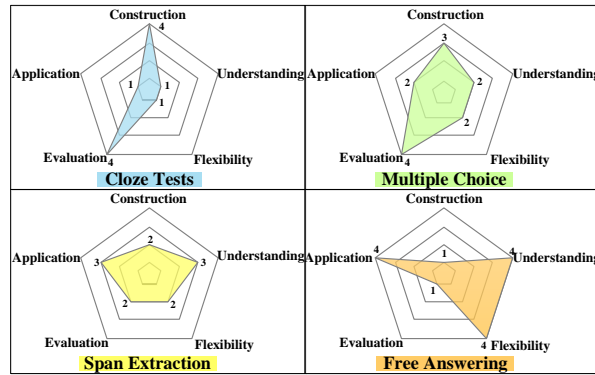 Construction
4
Application
Understanding
1
1
1
Evaluation
4
Flexibility
Cloze Tests
Construction
3
Application
Understanding
2
2
2
Evaluation
4
Flexibility
Multiple Choice
Construction
2
Application
Understanding
3
3
2
2
Evaluation
Flexibility
Span Extraction
Construction
1
4
4
Application
Understanding
1
Evaluation
4
Flexibility
Free Answering